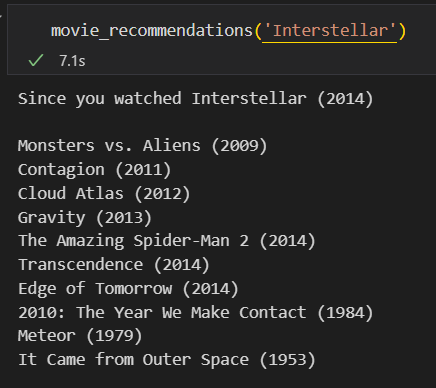 movie_recommendations('Interstellar')
7.1s
Since you watched Interstellar (2014)
Monsters vs. Aliens (2009)
Contagion (2011)
Cloud Atlas (2012)
Gravity (2013)
The Amazing Spider-Man 2 (2014)
Transcendence (2014)
Edge of Tomorrow (2014)
2010: The Year We Make Contact (1984)
Meteor (1979)
It Came from Outer Space (1953)